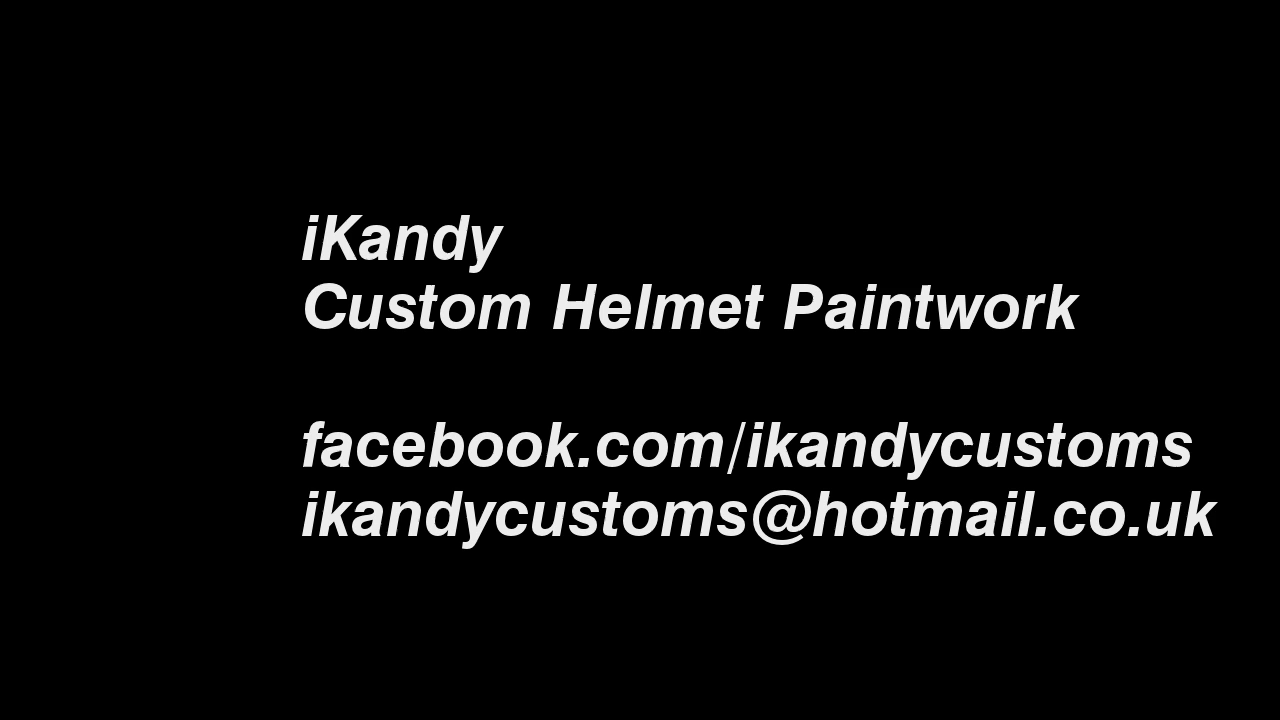 iKandy
Custom Helmet Paintwork
facebook.com/ikandycustoms
ikandycustoms@hotmail.co.uk